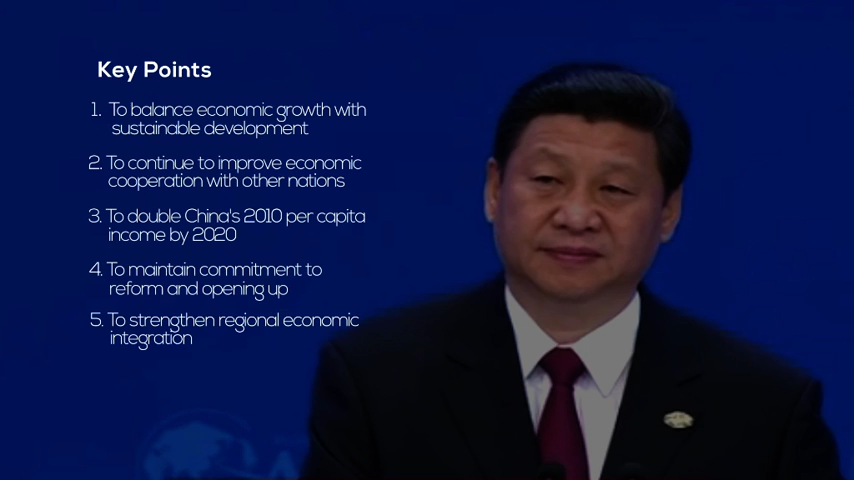 Key Points
1. To balance economic growth with
sustainable development
2. To continue to improve economic
cooperation with other nations
3. To double China's 2010 per capita
income by 2020
4. To maintain commitment to
reform and opening up
5. To strengthen regional economic
integration